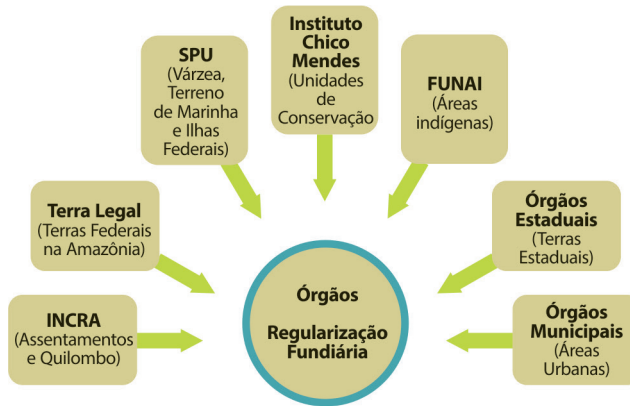 INCRA
(Assentamentos
e Quilombo)
Terra Legal
(Terras Federais
na Amazônia)
SPU
(Várzea,
Terreno
de Marinha
e Ilhas
Federais)
Instituto
Chico
Mendes
(Unidades
de
Conservação
FUNAI
(Áreas
indígenas)
Órgãos
Estaduais
(Terras
Estaduais)
Órgãos
Municipais
(Áreas
Urbanas)
Órgãos
Regularização
Fundiária